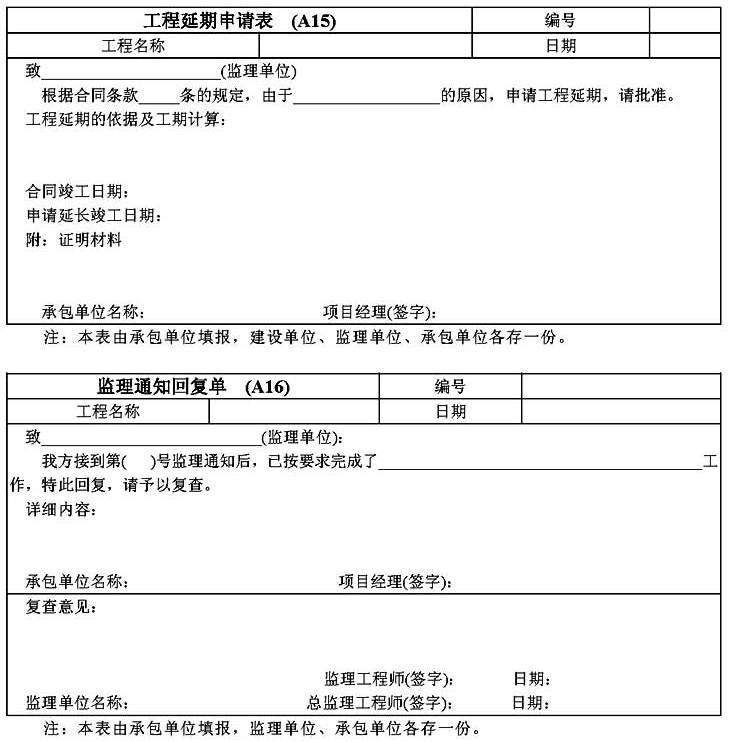 工程延期申请表 (A15) 编号
工程名称 日期
致______________________(监理单位)
根据合同条款_____条的规定，由于__________________的原因，申请工程延期，请批准。
工程延期的依据及工期计算：
合同竣工日期：
申请延长竣工日期：
附：证明材料
承包单位名称： 项目经理(签字)：
注：本表由承包单位填报，建设单位、监理单位、承包单位各存一份。
监理通知回复单 (A16) 编号
工程名称 日期
致___________________________(监理单位)：
我方接到第( )号监理通知后，已按要求完成了________________________________________工
作，特此回复，请予以复查。
详细内容：
承包单位名称： 项目经理(签字)：
复查意见：
监理工程师(签字)： 日期：
监理单位名称： 总监理工程师(签字)： 日期：
注：本表由承包单位填报，监理单位、承包单位各存一份。